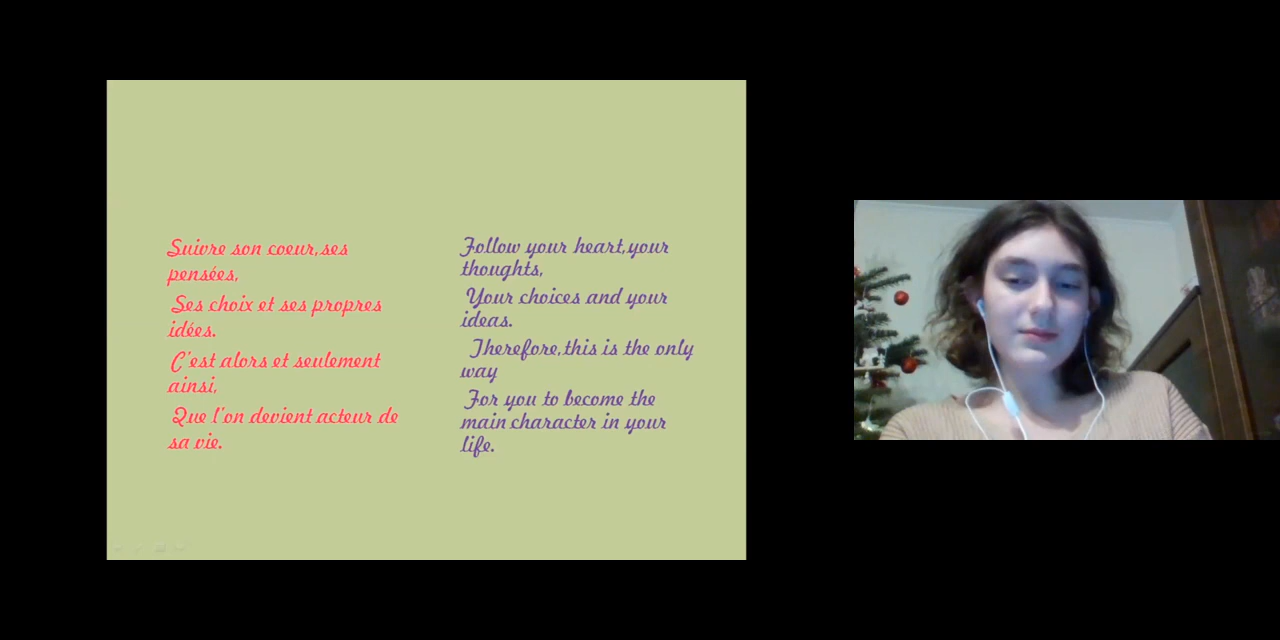 Suivre son coeur,ses
pensées,
Ses choix et ses propres
idées.
C'est alors et seulement
ainsi,
Que l'on devient acteur de
sa vie.
Follow your heart,your
thoughts,
Your choices and your
ideas.
Therefore,this is the only
way
For you to become the
main character in your
life.